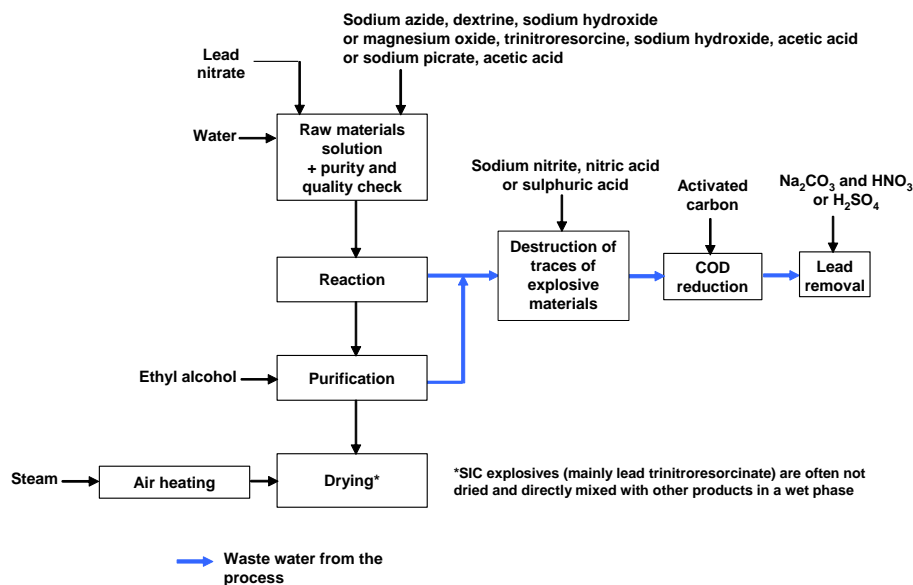 Sodium azide, dextrine, sodium hydroxide
or magnesium oxide, trinitroresorcine, sodium hydroxide, acetic acid
or sodium picrate, acetic acid
Lead
nitrate
Water
Raw materials
solution
+ purity and
quality check
Sodium nitrite, nitric acid
or sulphuric acid
Activated
carbon
Na₂CO₃ and HNO₃
or H₂SO₄
Reaction
Destruction of
traces of
explosive
materials
COD
reduction
Lead
removal
Ethyl alcohol
Purification
Steam
Air heating
Drying*
*SIC explosives (mainly lead trinitroresorcinate) are often not
dried and directly mixed with other products in a wet phase
Waste water from the
process